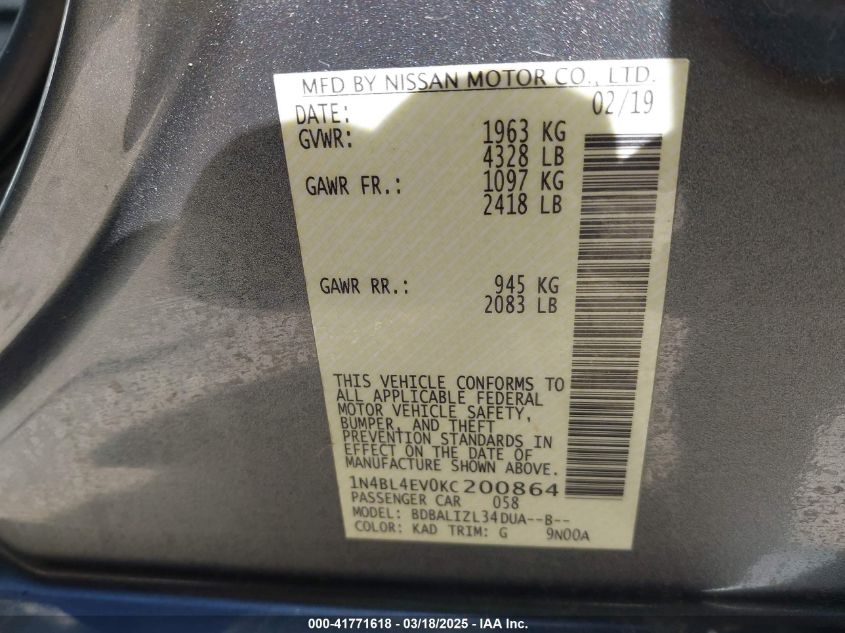 MFD BY NISSAN MOTOR CO., LTD.
DATE: 02/19
GVWR: 1963 KG
4328 LB
GAWR FR.: 1097 KG
2418 LB
GAWR RR.: 945 KG
2083 LB
THIS VEHICLE CONFORMS TO
ALL APPLICABLE FEDERAL
MOTOR VEHICLE SAFETY,
BUMPER, AND THEFT
PREVENTION STANDARDS IN
EFFECT ON THE DATE OF
MANUFACTURE SHOWN ABOVE.
1N4BL4EV0KC200864
PASSENGER CAR 058
MODEL: BDBALIZL34DUA--B--
COLOR: KAD TRIM: G 9N00A
000-41771618 - 03/18/2025 - IAA Inc.